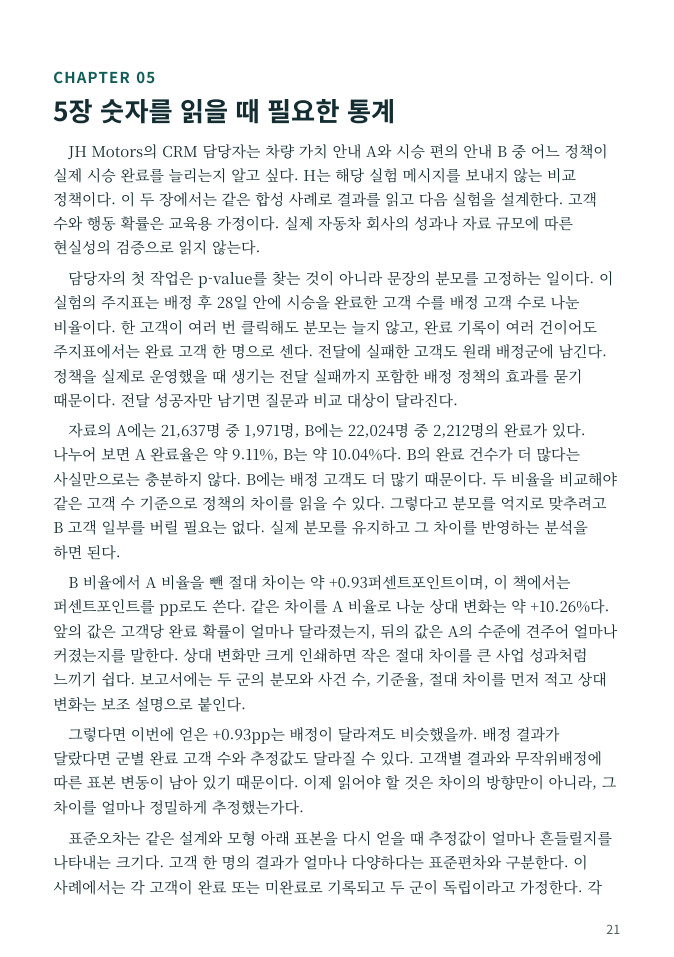 CHAPTER 05
5장 숫자를 읽을 때 필요한 통계
JH Motors의 CRM 담당자는 차량 가치 안내 A와 시승 편의 안내 B 중 어느 정책이
실제 시승 완료를 늘리는지 알고 싶다. H는 해당 실험 메시지를 보내지 않는 비교
정책이다. 이 두 장에서는 같은 합성 사례로 결과를 읽고 다음 실험을 설계한다. 고객
수와 행동 확률은 교육용 가정이다. 실제 자동차 회사의 성과나 자료 규모에 따른
현실성의 검증으로 읽지 않는다.
담당자의 첫 작업은 p-value를 찾는 것이 아니라 문장의 분모를 고정하는 일이다. 이
실험의 주지표는 배정 후 28일 안에 시승을 완료한 고객 수를 배정 고객 수로 나눈
비율이다. 한 고객이 여러 번 클릭해도 분모는 늘지 않고, 완료 기록이 여러 건이어도
주지표에서는 완료 고객 한 명으로 센다. 전달에 실패한 고객도 원래 배정군에 남긴다.
정책을 실제로 운영했을 때 생기는 전달 실패까지 포함한 배정 정책의 효과를 묻기
때문이다. 전달 성공자만 남기면 질문과 비교 대상이 달라진다.
자료의 A에는 21,637명 중 1,971명, B에는 22,024명 중 2,212명의 완료가 있다.
나누어 보면 A 완료율은 약 9.11%, B는 약 10.04%다. B의 완료 건수가 더 많다는
사실만으로는 충분하지 않다. B에는 배정 고객도 더 많기 때문이다. 두 비율을 비교해야
같은 고객 수 기준으로 정책의 차이를 읽을 수 있다. 그렇다고 분모를 억지로 맞추려고
B 고객 일부를 버릴 필요는 없다. 실제 분모를 유지하고 그 차이를 반영하는 분석을
하면 된다.
B 비율에서 A 비율을 뺀 절대 차이는 약 +0.93퍼센트포인트이며, 이 책에서는
퍼센트포인트를 pp로도 쓴다. 같은 차이를 A 비율로 나눈 상대 변화는 약 +10.26%다.
앞의 값은 고객당 완료 확률이 얼마나 달라졌는지, 뒤의 값은 A의 수준에 견주어 얼마나
커졌는지를 말한다. 상대 변화만 크게 인쇄하면 작은 절대 차이를 큰 사업 성과처럼
느끼기 쉽다. 보고서에는 두 군의 분모와 사건 수, 기준율, 절대 차이를 먼저 적고 상대
변화는 보조 설명으로 붙인다.
그렇다면 이번에 얻은 +0.93pp는 배정이 달라져도 비슷했을까. 배정 결과가
달랐다면 군별 완료 고객 수와 추정값도 달라질 수 있다. 고객별 결과와 무작위배정에
따른 표본 변동이 남아 있기 때문이다. 이제 읽어야 할 것은 차이의 방향만이 아니라, 그
차이를 얼마나 정밀하게 추정했는가다.
표준오차는 같은 설계와 모형 아래 표본을 다시 얻을 때 추정값이 얼마나 흔들릴지를
나타내는 크기다. 고객 한 명의 결과가 얼마나 다양하다는 표준편차와 구분한다. 이
사례에서는 각 고객이 완료 또는 미완료로 기록되고 두 군이 독립이라고 가정한다. 각
21